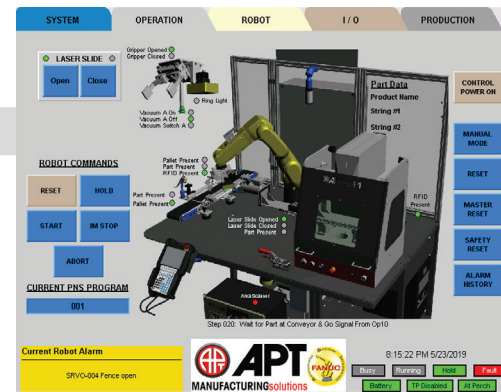 SYSTEM
OPERATION
ROBOT
I / O
PRODUCTION
LASER SLIDE
Open
Close
Gripper Opened
Gripper Closed
Ring Light
Vacuum A On
Vacuum A Off
Vacuum Switch A
Part Data
Product Name
String #1
String #2
CONTROL
POWER ON
MANUAL
MODE
RESET
MASTER
RESET
SAFETY
RESET
ALARM
HISTORY
ROBOT COMMANDS
RESET
HOLD
START
IM STOP
ABORT
CURRENT PNS PROGRAM
001
Pallet Present
Part Present
RFID Present
Part Present
Pallet Present
RFID
Present
Laser Slide Opened
Laser Slide Closed
Part Present
Step 020: Wait for Part at Conveyor & Go Signal From Op10
Current Robot Alarm
SRVO-004 Fence open
APT
MANUFACTURING solutions
FANUC
8:15:22 PM 5/23/2019
Busy
Running
Hold
Fault
Battery
TP Disabled
At Perch